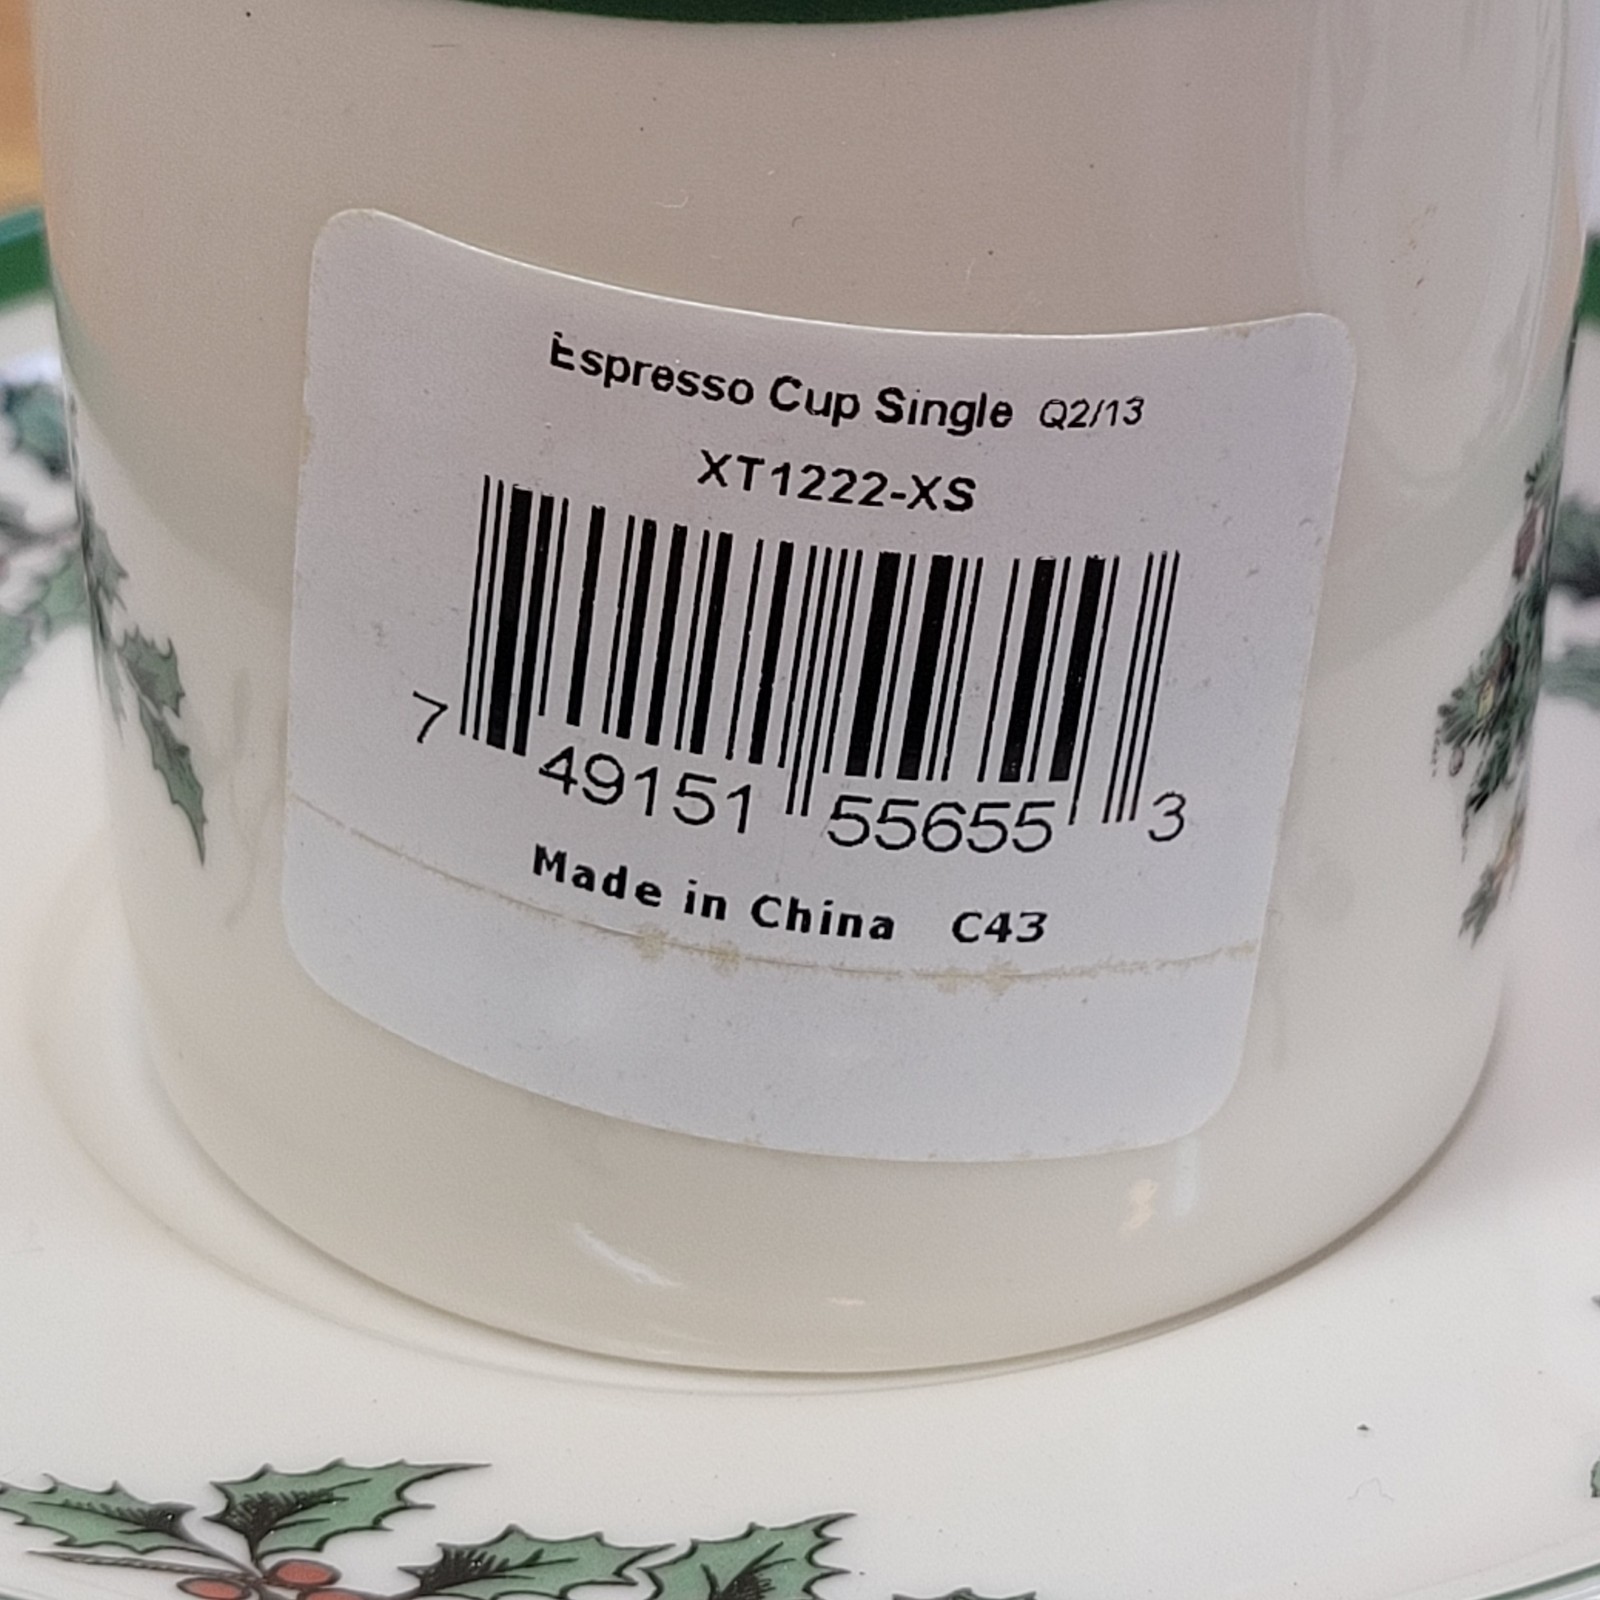 Espresso Cup Single Q2/13
XT1222-XS
7 49151 55655 3
Made in China C43